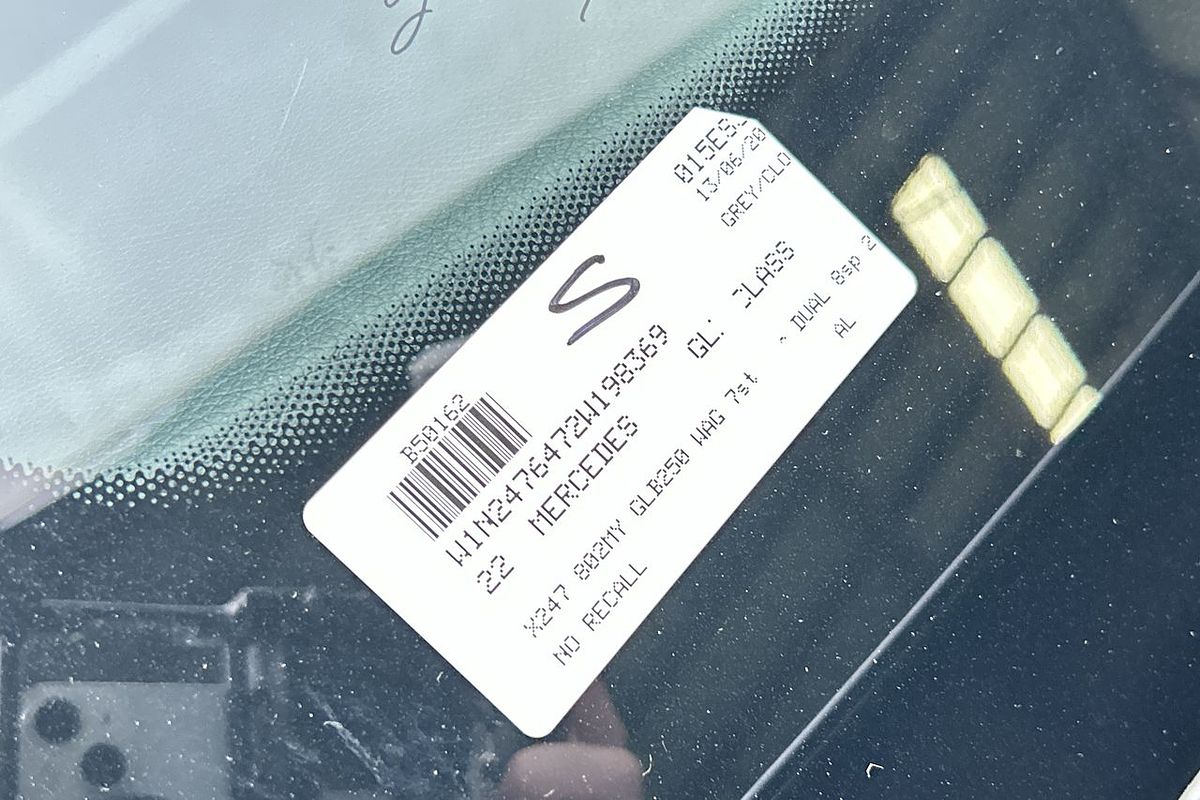 015ES
13/06/20
GREY/CLO
S
B50162
W1N2476472W198369
22 MERCEDES GL: CLASS
X247 802MY GLB250 WAG 7st - DUAL 8sp 2
NO RECALL AL